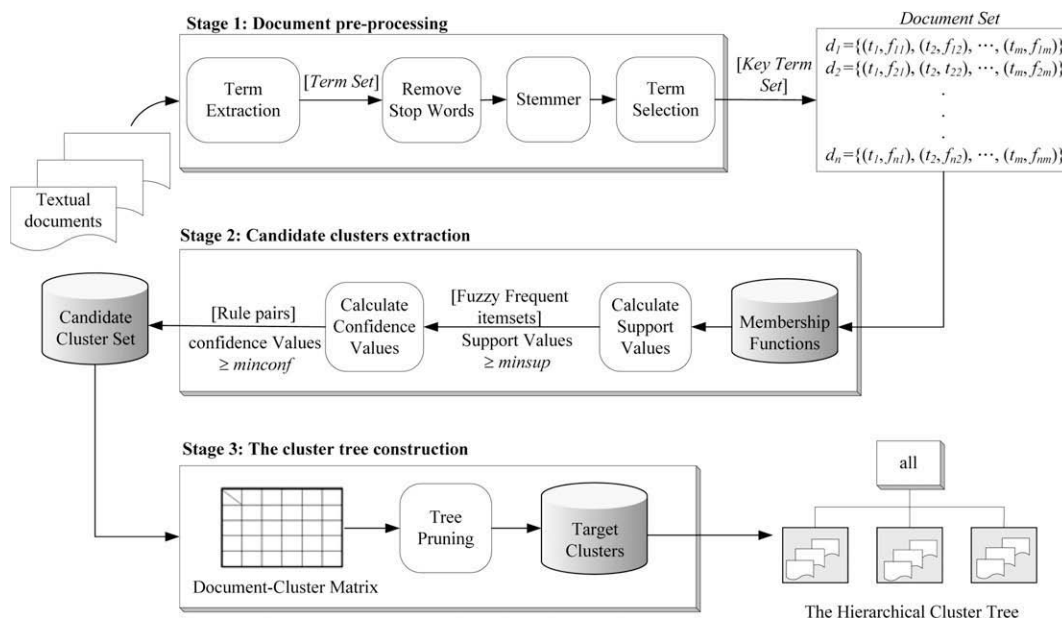 Stage 1: Document pre-processing
Document Set
Term
Extraction
[Term Set]
Remove
Stop Words
Stemmer
Term
Selection
[Key Term
Set]
d1={(t1, f11), (t2, f12), ⋯, (tm, f1m)}
d2={(t1, f21), (t2, t22), ⋯, (tm, f2m)}
.
.
.
dn={(t1, fn1), (t2, fn2), ⋯, (tm, fnm)}
Textual
documents
Stage 2: Candidate clusters extraction
Candidate
Cluster Set
[Rule pairs]
confidence Values
≥ minconf
Calculate
Confidence
Values
[Fuzzy Frequent
itemsets]
Support Values
≥ minsup
Calculate
Support
Values
Membership
Functions
Stage 3: The cluster tree construction
Document-Cluster Matrix
Tree
Pruning
Target
Clusters
all
The Hierarchical Cluster Tree